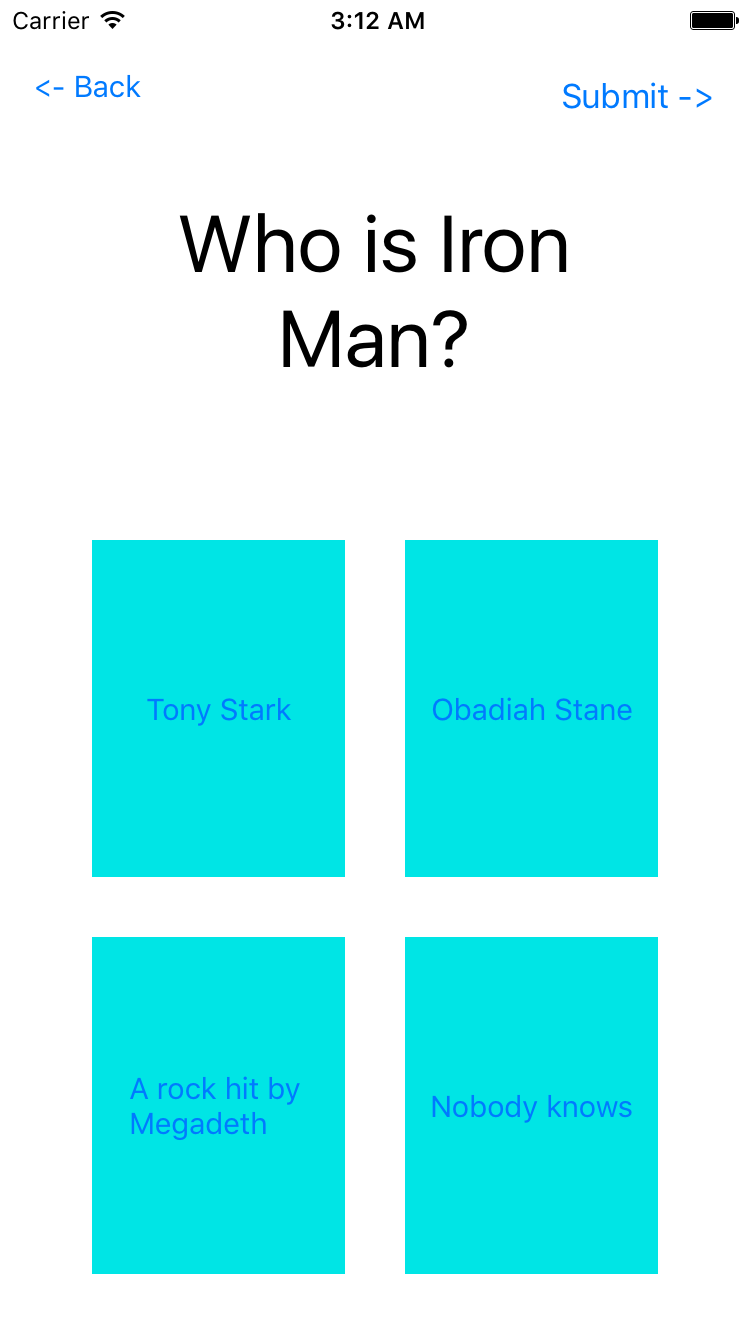 Carrier 3:12 AM
<- Back
Submit ->
Who is Iron
Man?
Tony Stark
Obadiah Stane
A rock hit by
Megadeth
Nobody knows